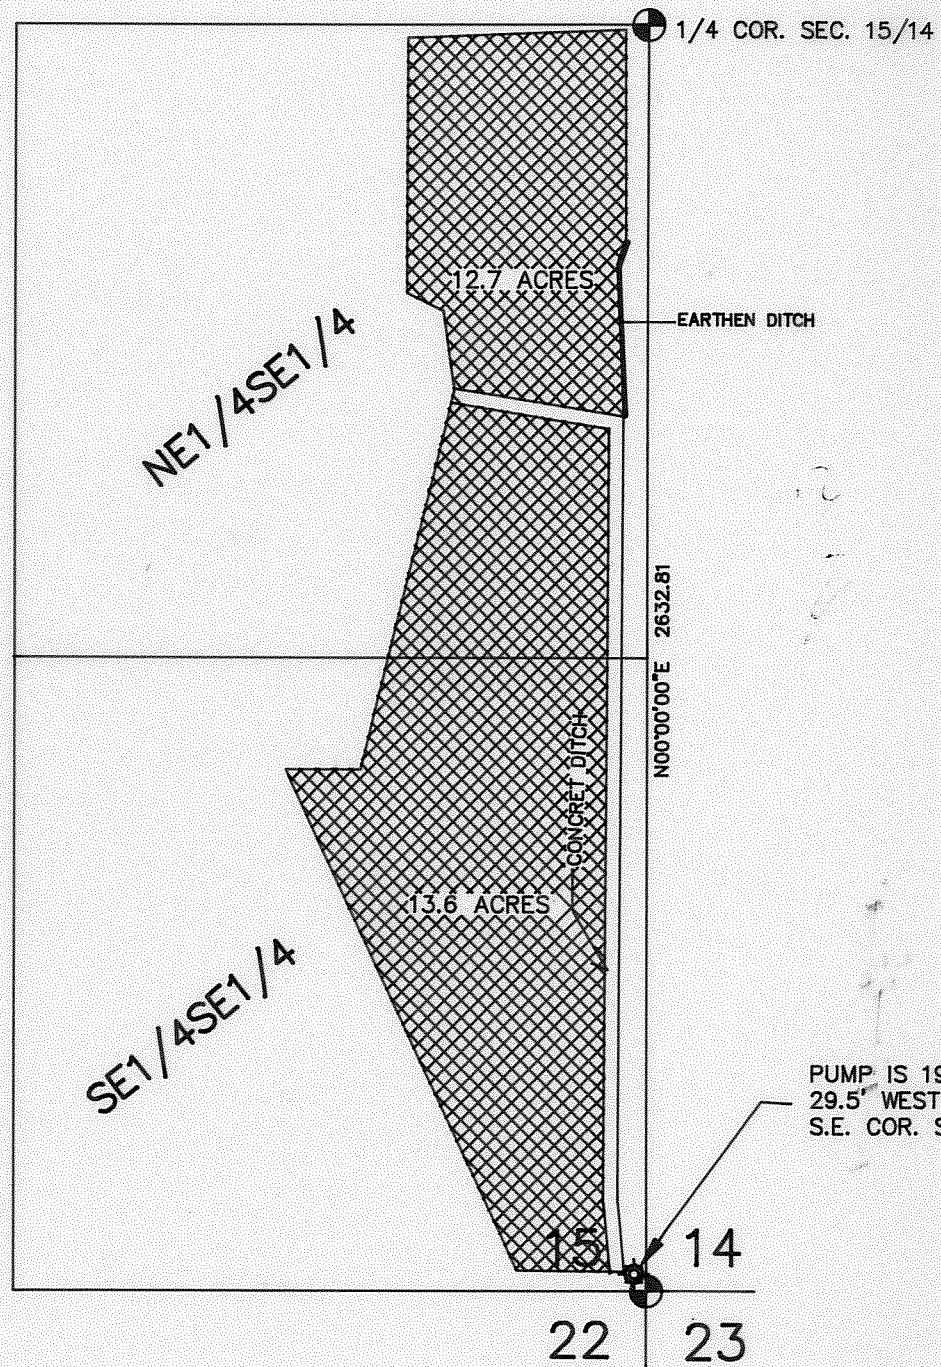 1/4 COR. SEC. 15/14
12.7 ACRES
EARTHEN DITCH
NE1/4SE1/4
N00°00'00"E 2632.81
CONCRET DITCH
13.6 ACRES
SE1/4SE1/4
PUMP IS 19
29.5' WEST
S.E. COR. S
15
14
22
23